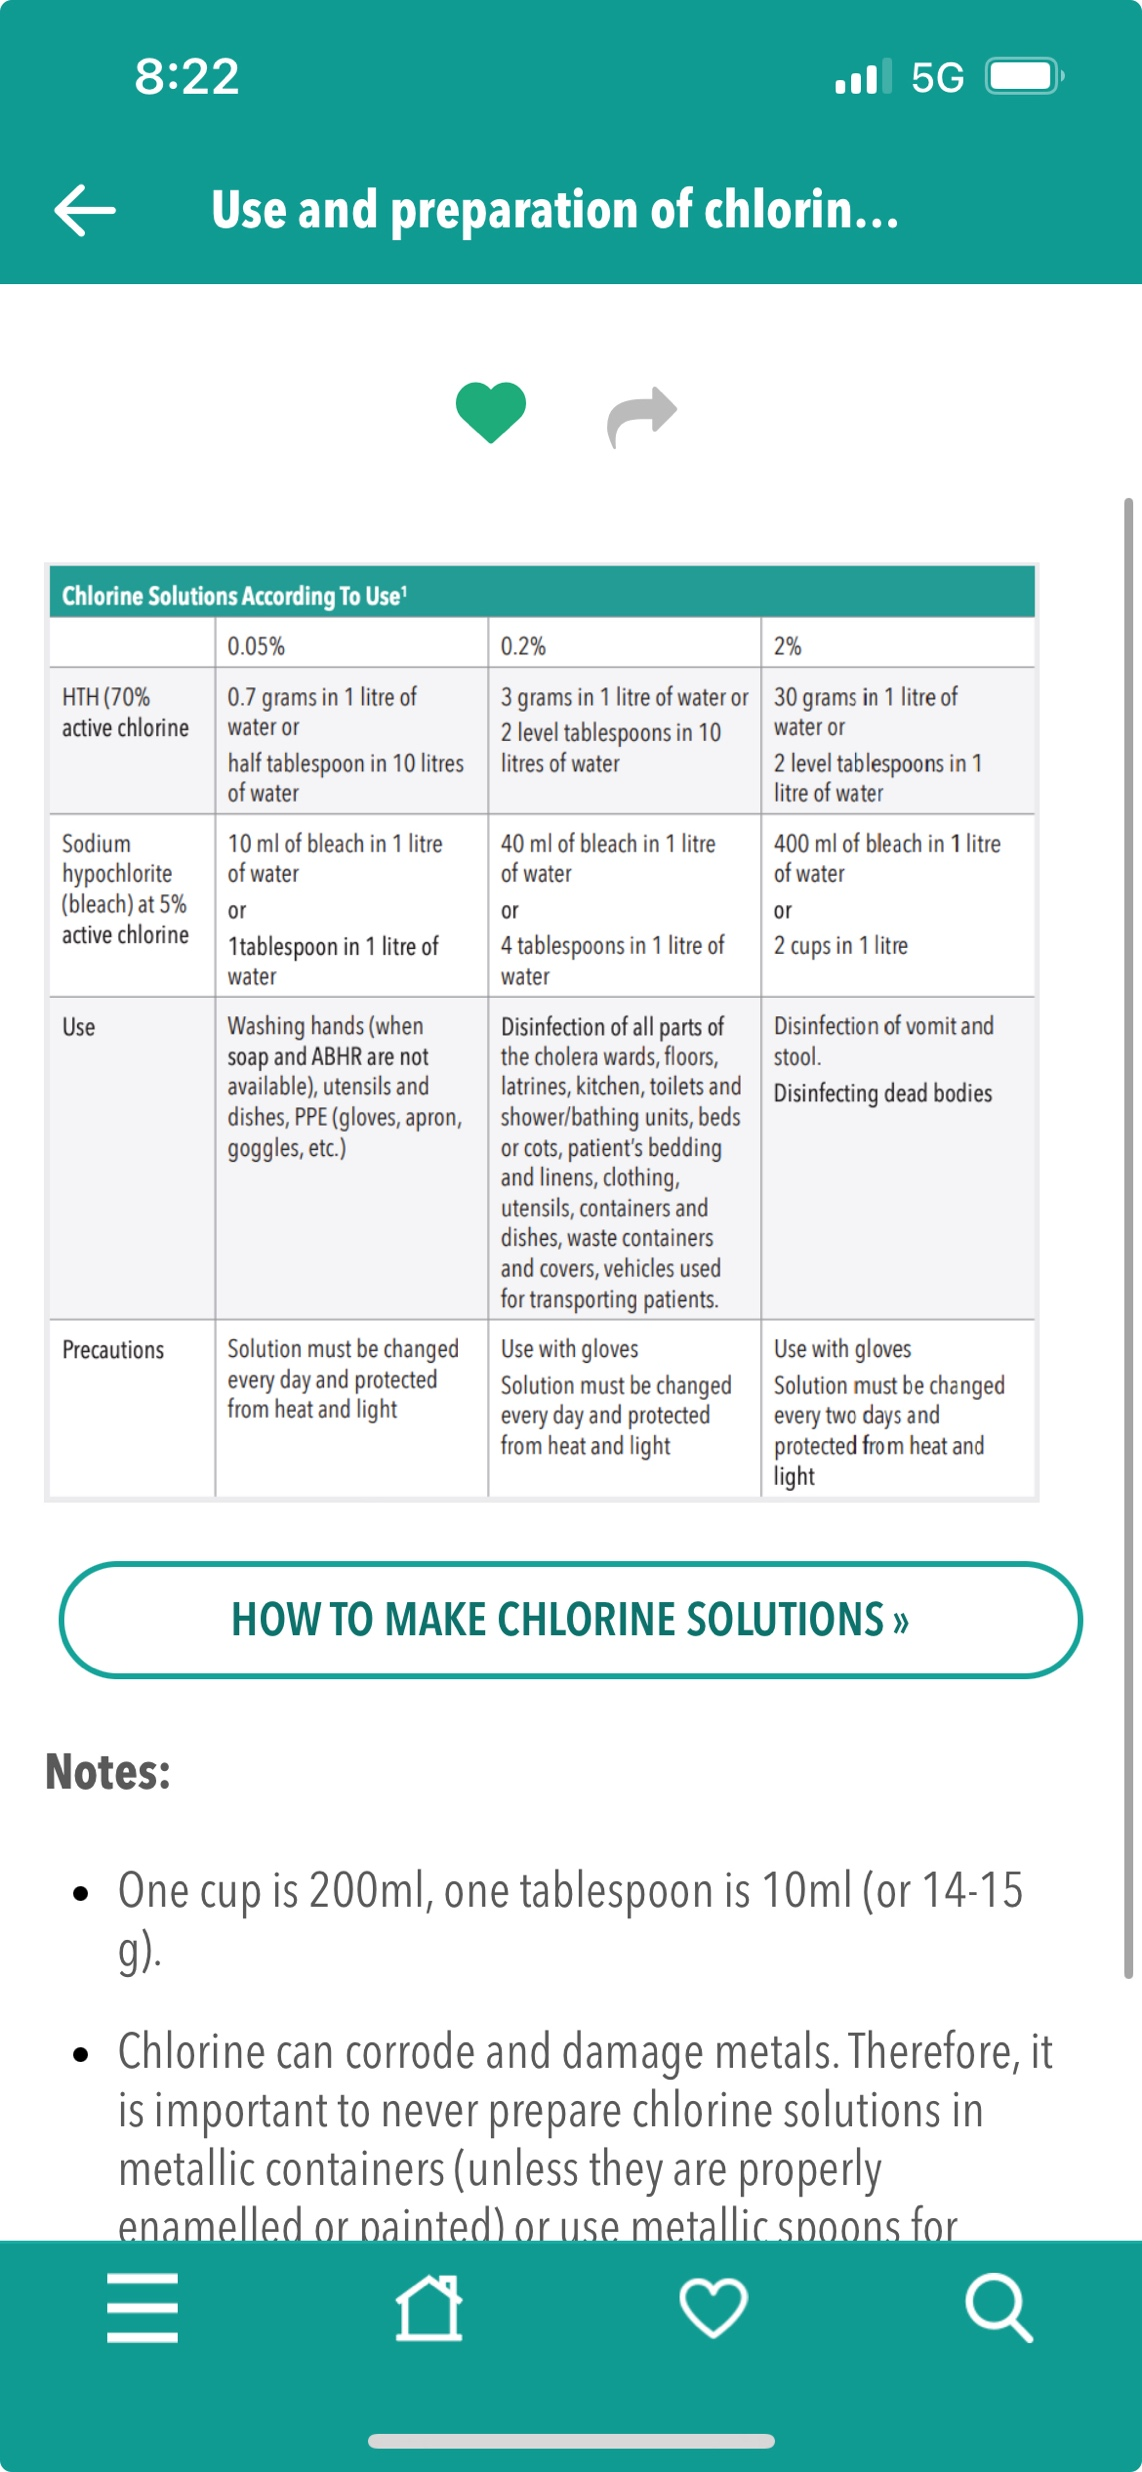 8:22
5G
Use and preparation of chlorin...
Chlorine Solutions According To Use¹
0.05% 0.2% 2%
HTH (70%
active chlorine
0.7 grams in 1 litre of
water or
half tablespoon in 10 litres
of water
3 grams in 1 litre of water or
2 level tablespoons in 10
litres of water
30 grams in 1 litre of
water or
2 level tablespoons in 1
litre of water
Sodium
hypochlorite
(bleach) at 5%
active chlorine
10 ml of bleach in 1 litre
of water
or
1tablespoon in 1 litre of
water
40 ml of bleach in 1 litre
of water
or
4 tablespoons in 1 litre of
water
400 ml of bleach in 1 litre
of water
or
2 cups in 1 litre
Use
Washing hands (when
soap and ABHR are not
available), utensils and
dishes, PPE (gloves, apron,
goggles, etc.)
Disinfection of all parts of
the cholera wards, floors,
latrines, kitchen, toilets and
shower/bathing units, beds
or cots, patient's bedding
and linens, clothing,
utensils, containers and
dishes, waste containers
and covers, vehicles used
for transporting patients.
Disinfection of vomit and
stool.
Disinfecting dead bodies
Precautions
Solution must be changed
every day and protected
from heat and light
Use with gloves
Solution must be changed
every day and protected
from heat and light
Use with gloves
Solution must be changed
every two days and
protected from heat and
light
HOW TO MAKE CHLORINE SOLUTIONS »
Notes:
• One cup is 200ml, one tablespoon is 10ml (or 14-15
g).
• Chlorine can corrode and damage metals. Therefore, it
is important to never prepare chlorine solutions in
metallic containers (unless they are properly
enamelled or painted) or use metallic spoons for